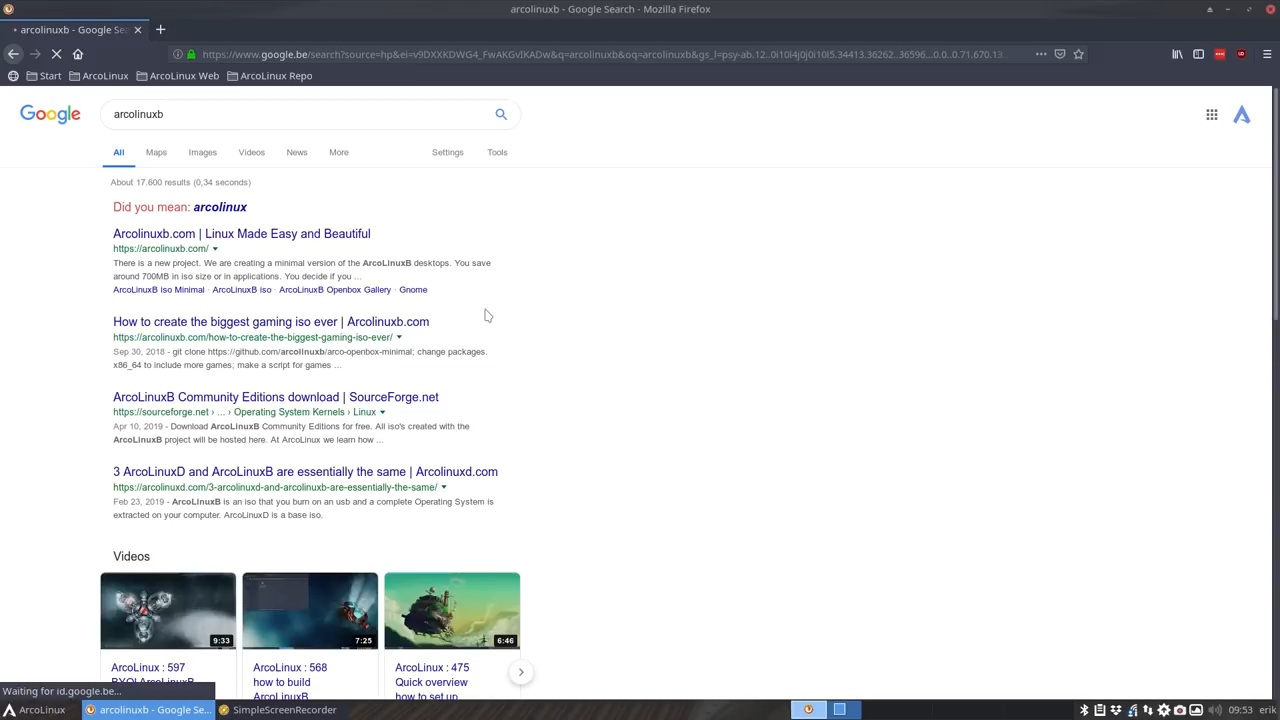 arcolinuxb - Google Search - Mozilla Firefox
arcolinuxb - Google Sea
https://www.google.be/search?source=hp&ei=v9DXXKDWG4_FwAKGvlKADw&q=arcolinuxb&oq=arcolinuxb&gs_l=psy-ab.12..0i10l4j0j0i10l5.34413.36262..36596...0.0..0.71.670.13
Start ArcoLinux ArcoLinux Web ArcoLinux Repo
Google
arcolinuxb
All Maps Images Videos News More Settings Tools
About 17.600 results (0,34 seconds)
Did you mean: arcolinux
Arcolinuxb.com | Linux Made Easy and Beautiful
https://arcolinuxb.com/
There is a new project. We are creating a minimal version of the ArcoLinuxB desktops. You save
around 700MB in iso size or in applications. You decide if you ...
ArcoLinuxB iso Minimal · ArcoLinuxB iso · ArcoLinuxB Openbox Gallery · Gnome
How to create the biggest gaming iso ever | Arcolinuxb.com
https://arcolinuxb.com/how-to-create-the-biggest-gaming-iso-ever/
Sep 30, 2018 - git clone https://github.com/arcolinuxb/arco-openbox-minimal; change packages.
x86_64 to include more games; make a script for games ...
ArcoLinuxB Community Editions download | SourceForge.net
https://sourceforge.net › ... › Operating System Kernels › Linux
Apr 10, 2019 - Download ArcoLinuxB Community Editions for free. All iso's created with the
ArcoLinuxB project will be hosted here. At ArcoLinux we learn how ...
3 ArcoLinuxD and ArcoLinuxB are essentially the same | Arcolinuxd.com
https://arcolinuxd.com/3-arcolinuxd-and-arcolinuxb-are-essentially-the-same/
Feb 23, 2019 - ArcoLinuxB is an iso that you burn on an usb and a complete Operating System is
extracted on your computer. ArcoLinuxD is a base iso.
Videos
9:33 7:25 6:46
ArcoLinux : 597 ArcoLinux : 568 ArcoLinux : 475
BYOI ArcoLinuxB how to build Quick overview
ArcoLinuxB how to set up
Waiting for id.google.be...
ArcoLinux arcolinuxb - Google Se... SimpleScreenRecorder 09:53 erik